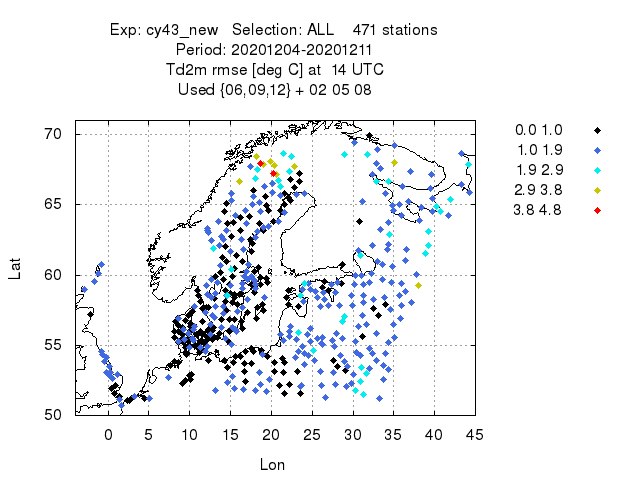 Exp: cy43_new Selection: ALL 471 stations
Period: 20201204-20201211
Td2m rmse [deg C] at 14 UTC
Used {06,09,12} + 02 05 08
0.0 1.0
1.0 1.9
1.9 2.9
2.9 3.8
3.8 4.8
70
65
60
55
50
Lat
0 5 10 15 20 25 30 35 40 45
Lon